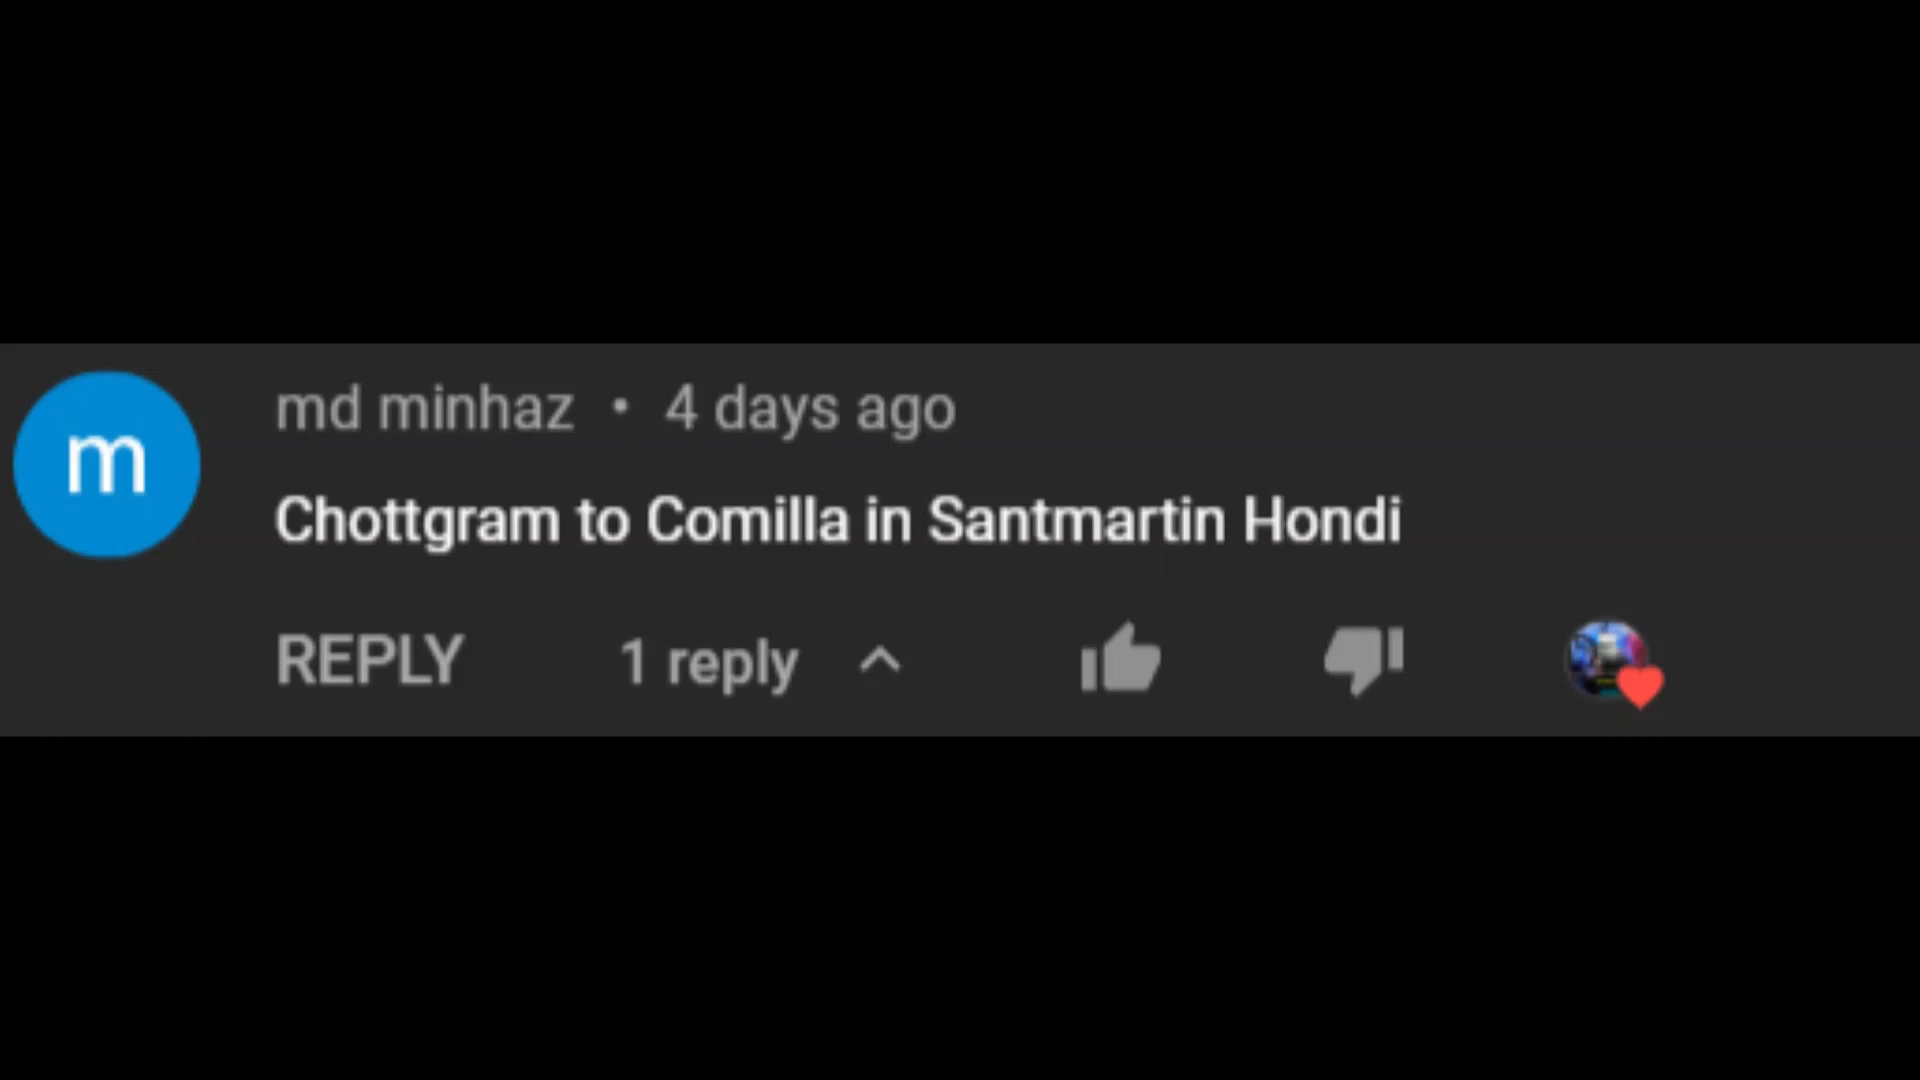 m
md minhaz • 4 days ago
Chottgram to Comilla in Santmartin Hondi
REPLY 1 reply